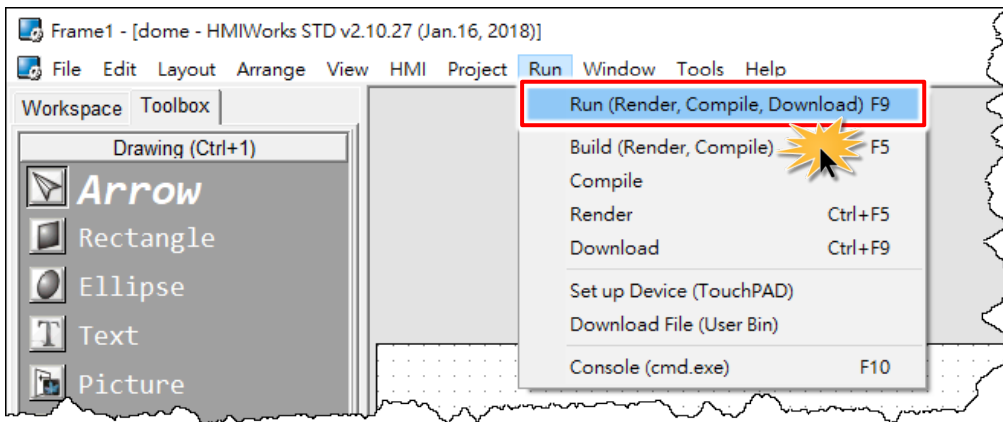 Frame1 - [dome - HMIWorks STD v2.10.27 (Jan.16, 2018)]
File Edit Layout Arrange View HMI Project Run Window Tools Help
Workspace Toolbox
Drawing (Ctrl+1)
Arrow
Rectangle
Ellipse
T Text
Picture
Run (Render, Compile, Download) F9
Build (Render, Compile) F5
Compile
Render Ctrl+F5
Download Ctrl+F9
Set up Device (TouchPAD)
Download File (User Bin)
Console (cmd.exe) F10